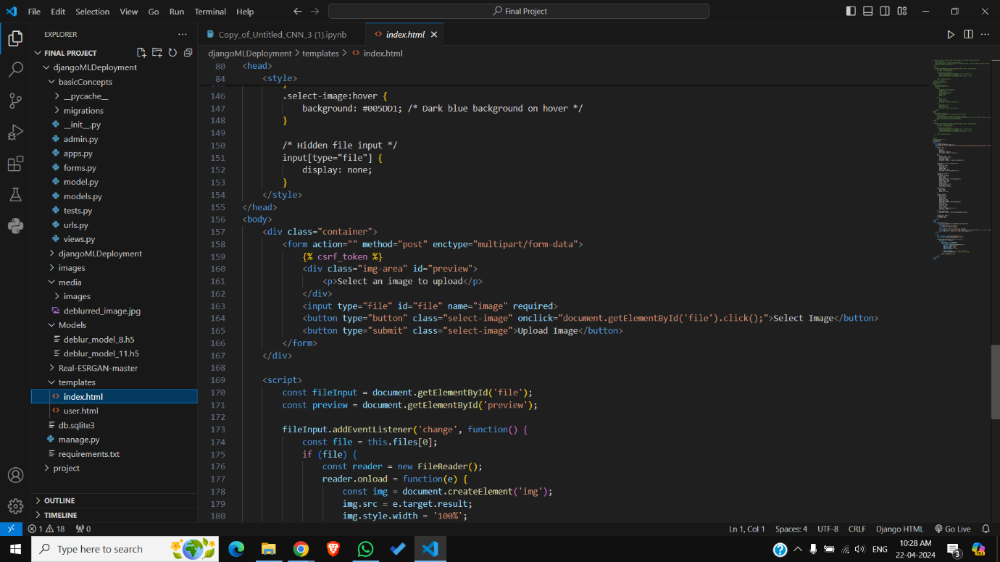 File Edit Selection View Go Run Terminal Help
Final Project
EXPLORER
FINAL PROJECT
djangoMLDeployment
basicConcepts
__pycache__
migrations
__init__.py
admin.py
apps.py
forms.py
model.py
models.py
tests.py
urls.py
views.py
djangoMLDeployment
images
media
images
deblurred_image.jpg
Models
deblur_model_8.h5
deblur_model_11.h5
Real-ESRGAN-master
templates
index.html
user.html
db.sqlite3
manage.py
requirements.txt
project
OUTLINE
TIMELINE
Copy_of_Untitled_CNN_3 (1).ipynb
index.html
djangoMLDeployment > templates > index.html
80 <head>
84 <style>
146 .select-image:hover {
147 background: #005DD1; /* Dark blue background on hover */
148 }
149
150 /* Hidden file input */
151 input[type="file"] {
152 display: none;
153 }
154 </style>
155 </head>
156 <body>
157 <div class="container">
158 <form action="" method="post" enctype="multipart/form-data">
159 {% csrf_token %}
160 <div class="img-area" id="preview">
161 <p>Select an image to upload</p>
162 </div>
163 <input type="file" id="file" name="image" required>
164 <button type="button" class="select-image" onclick="document.getElementById('file').click();">Select Image</button>
165 <button type="submit" class="select-image">Upload Image</button>
166 </form>
167 </div>
168
169 <script>
170 const fileInput = document.getElementById('file');
171 const preview = document.getElementById('preview');
172
173 fileInput.addEventListener('change', function() {
174 const file = this.files[0];
175 if (file) {
176 const reader = new FileReader();
177 reader.onload = function(e) {
178 const img = document.createElement('img');
179 img.src = e.target.result;
180 img.style.width = '100%';
1 18 0
Ln 1, Col 1 Spaces: 4 UTF-8 CRLF Django HTML Go Live
Type here to search
ENG
10:28 AM
22-04-2024
3
PRE